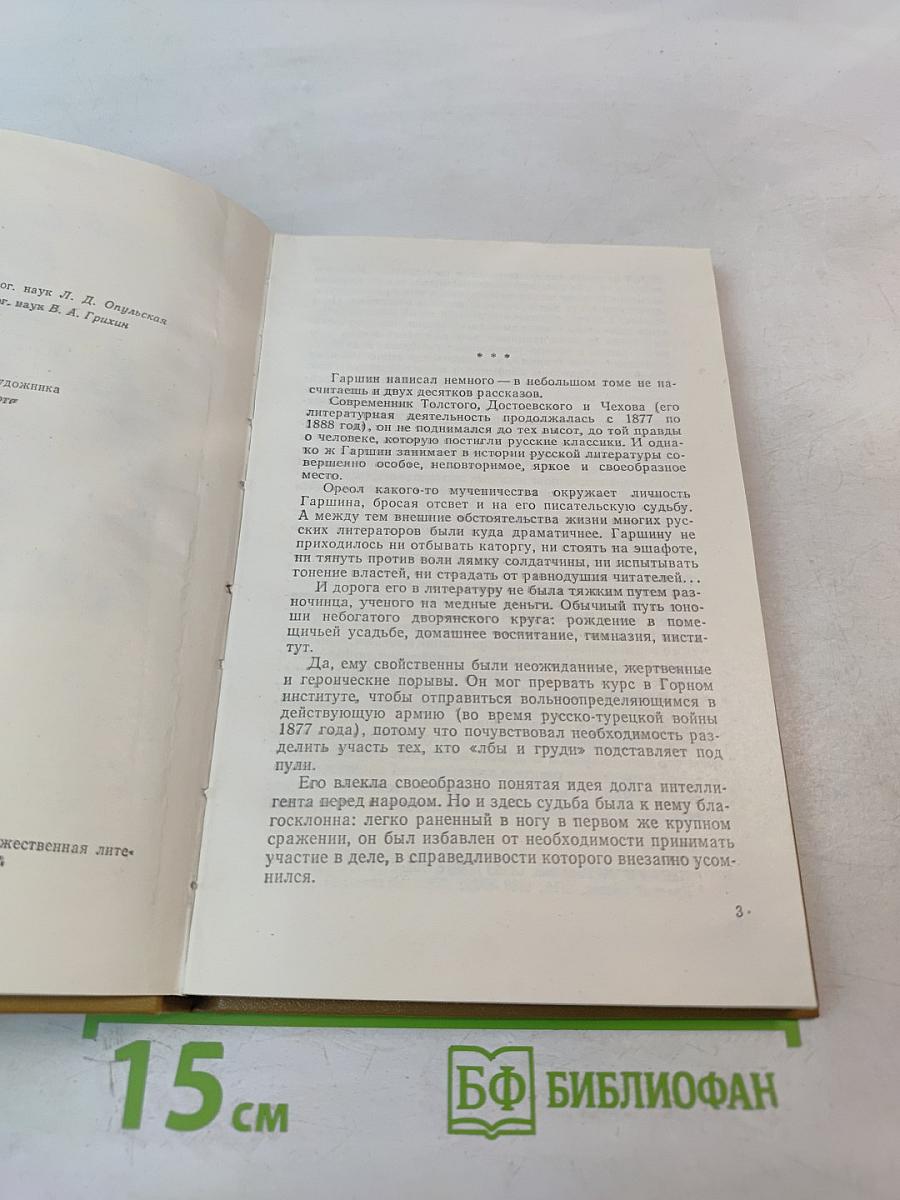 ог. наук Л. Д. Опульская
ог. наук В. А. Грихин
удожника
жественная лите-
* * *
Гаршин написал немного — в небольшом томе не на-
считаешь и двух десятков рассказов.
Современник Толстого, Достоевского и Чехова (его
литературная деятельность продолжалась с 1877 по
1888 год), он не поднимался до тех высот, до той правды
о человеке, которую постигли русские классики. И одна-
ко ж Гаршин занимает в истории русской литературы со-
вершенно особое, неповторимое, яркое и своеобразное
место.
Ореол какого-то мученичества окружает личность
Гаршина, бросая отсвет и на его писательскую судьбу.
А между тем внешние обстоятельства жизни многих рус-
ских литераторов были куда драматичнее. Гаршину не
приходилось ни отбывать каторгу, ни стоять на эшафоте,
ни тянуть против воли лямку солдатчины, ни испытывать
гонение властей, ни страдать от равнодушия читателей...
И дорога его в литературу не была тяжким путем раз-
ночинца, ученого на медные деньги. Обычный путь юно-
ши небогатого дворянского круга: рождение в поме-
щичьей усадьбе, домашнее воспитание, гимназия, инсти-
тут.
Да, ему свойственны были неожиданные, жертвенные
и героические порывы. Он мог прервать курс в Горном
институте, чтобы отправиться вольноопределяющимся в
действующую армию (во время русско-турецкой войны
1877 года), потому что почувствовал необходимость раз-
делить участь тех, кто «лбы и груди» подставляет под
пули.
Его влекла своеобразно понятая идея долга интелли-
гента перед народом. Но и здесь судьба была к нему бла-
госклонна: легко раненный в ногу в первом же крупном
сражении, он был избавлен от необходимости принимать
участие в деле, в справедливости которого внезапно усом-
нился.
3
15 см
БФ БИБЛИОФАН